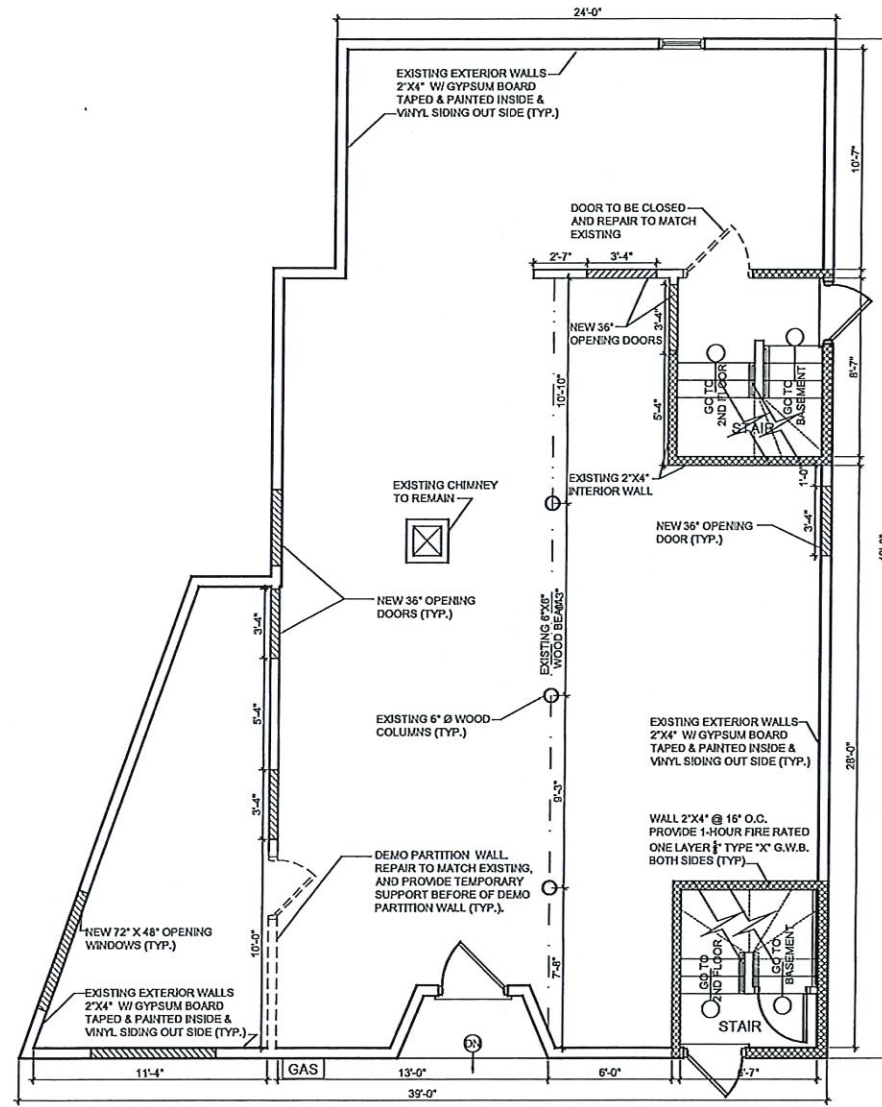 24'-0"
EXISTING EXTERIOR WALLS
2"X4" W/ GYPSUM BOARD
TAPED & PAINTED INSIDE &
VINYL SIDING OUT SIDE (TYP.)
10'-7"
DOOR TO BE CLOSED
AND REPAIR TO MATCH
EXISTING
2'-7"
3'-4"
NEW 36"
OPENING DOORS
3'-4"
5'-4"
10'-10"
8'-7"
GO TO
2ND FLOOR
GO TO
BASEMENT
STAIR
EXISTING 2"X4"
INTERIOR WALL
1'-0"
3'-4"
EXISTING CHIMNEY
TO REMAIN
NEW 36" OPENING
DOOR (TYP.)
NEW 36" OPENING
DOORS (TYP.)
EXISTING 6"X6"
WOOD
3'-4"
5'-4"
3'-4"
EXISTING 6" Ø WOOD
COLUMNS (TYP.)
9'-3"
EXISTING EXTERIOR WALLS
2"X4" W/ GYPSUM BOARD
TAPED & PAINTED INSIDE &
VINYL SIDING OUT SIDE (TYP.)
28'-0"
WALL 2"X4" @ 16" O.C.
PROVIDE 1-HOUR FIRE RATED
ONE LAYER TYPE "X" G.W.B.
BOTH SIDES (TYP)
DEMO PARTITION WALL.
REPAIR TO MATCH EXISTING,
AND PROVIDE TEMPORARY
SUPPORT BEFORE OF DEMO
PARTITION WALL (TYP.).
NEW 72" X 48" OPENING
WINDOWS (TYP.)
10'-0"
7'-8"
GO TO
2ND FLOOR
GO TO
BASEMENT
STAIR
EXISTING EXTERIOR WALLS
2"X4" W/ GYPSUM BOARD
TAPED & PAINTED INSIDE &
VINYL SIDING OUT SIDE (TYP.)
DN
GAS
11'-4"
13'-0"
6'-0"
39'-0"